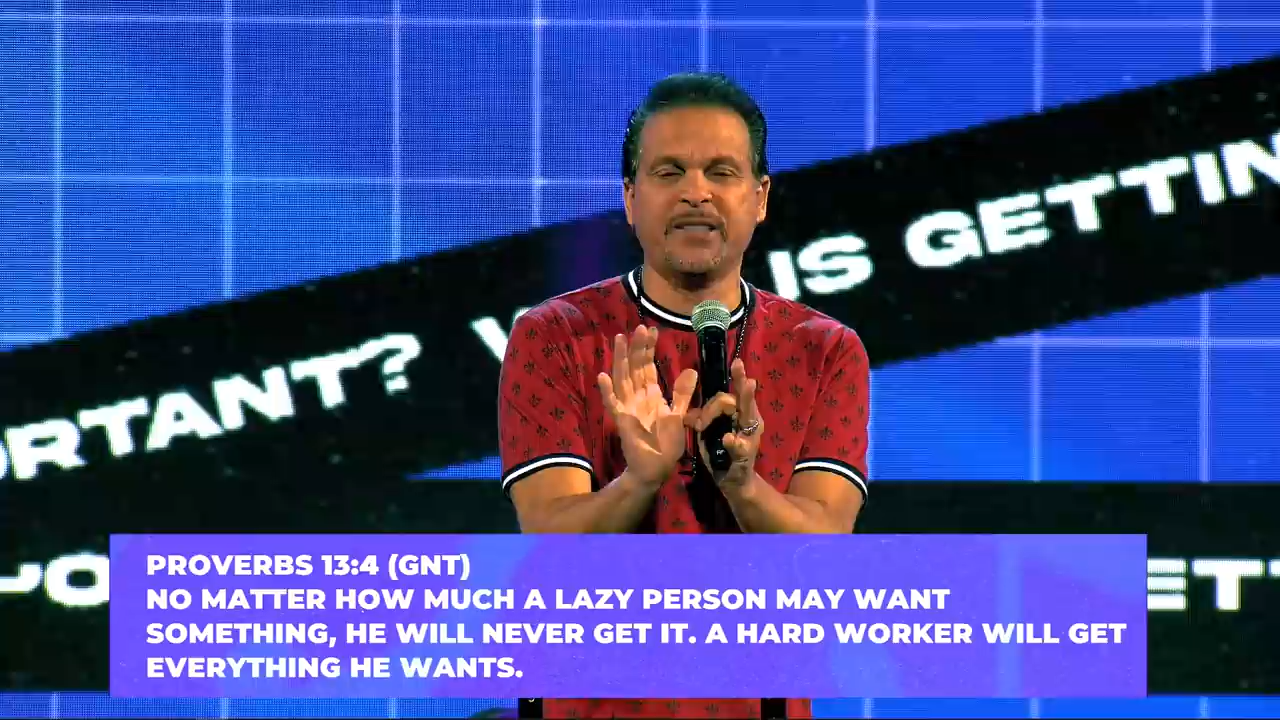 IS GETTIN
ORTANT?
PROVERBS 13:4 (GNT)
NO MATTER HOW MUCH A LAZY PERSON MAY WANT
SOMETHING, HE WILL NEVER GET IT. A HARD WORKER WILL GET
EVERYTHING HE WANTS.